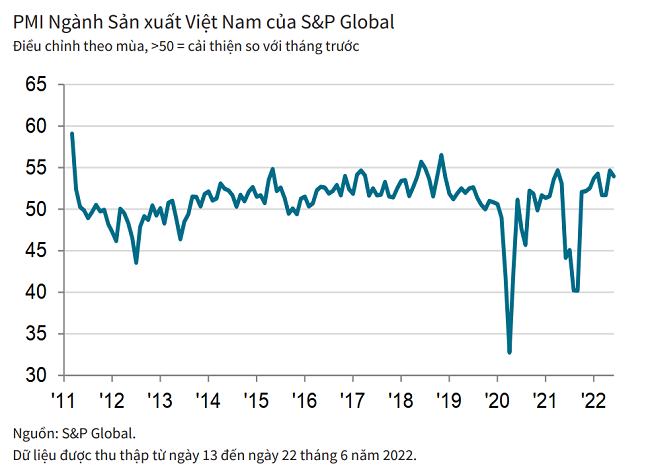 PMI Ngành Sản xuất Việt Nam của S&P Global
Điều chỉnh theo mùa, >50 = cải thiện so với tháng trước
65
60
55
50
45
40
35
30
'11 '12 '13 '14 '15 '16 '17 '18 '19 '20 '21 '22
Nguồn: S&P Global.
Dữ liệu được thu thập từ ngày 13 đến ngày 22 tháng 6 năm 2022.